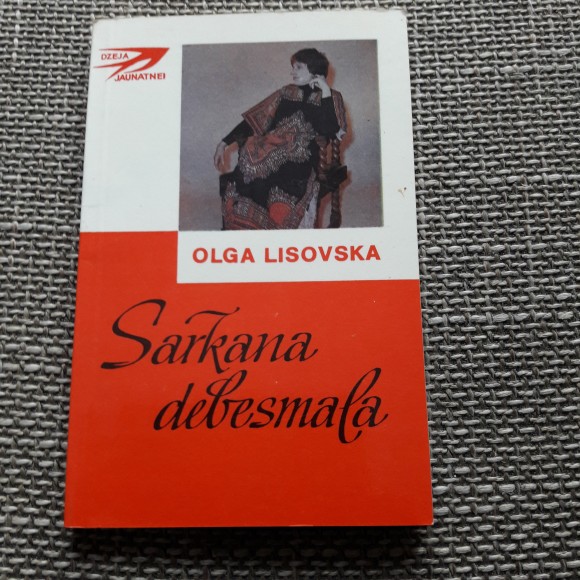 DZEJA
JAUNATNEI
OLGA LISOVSKA
Sarkana
debesmala